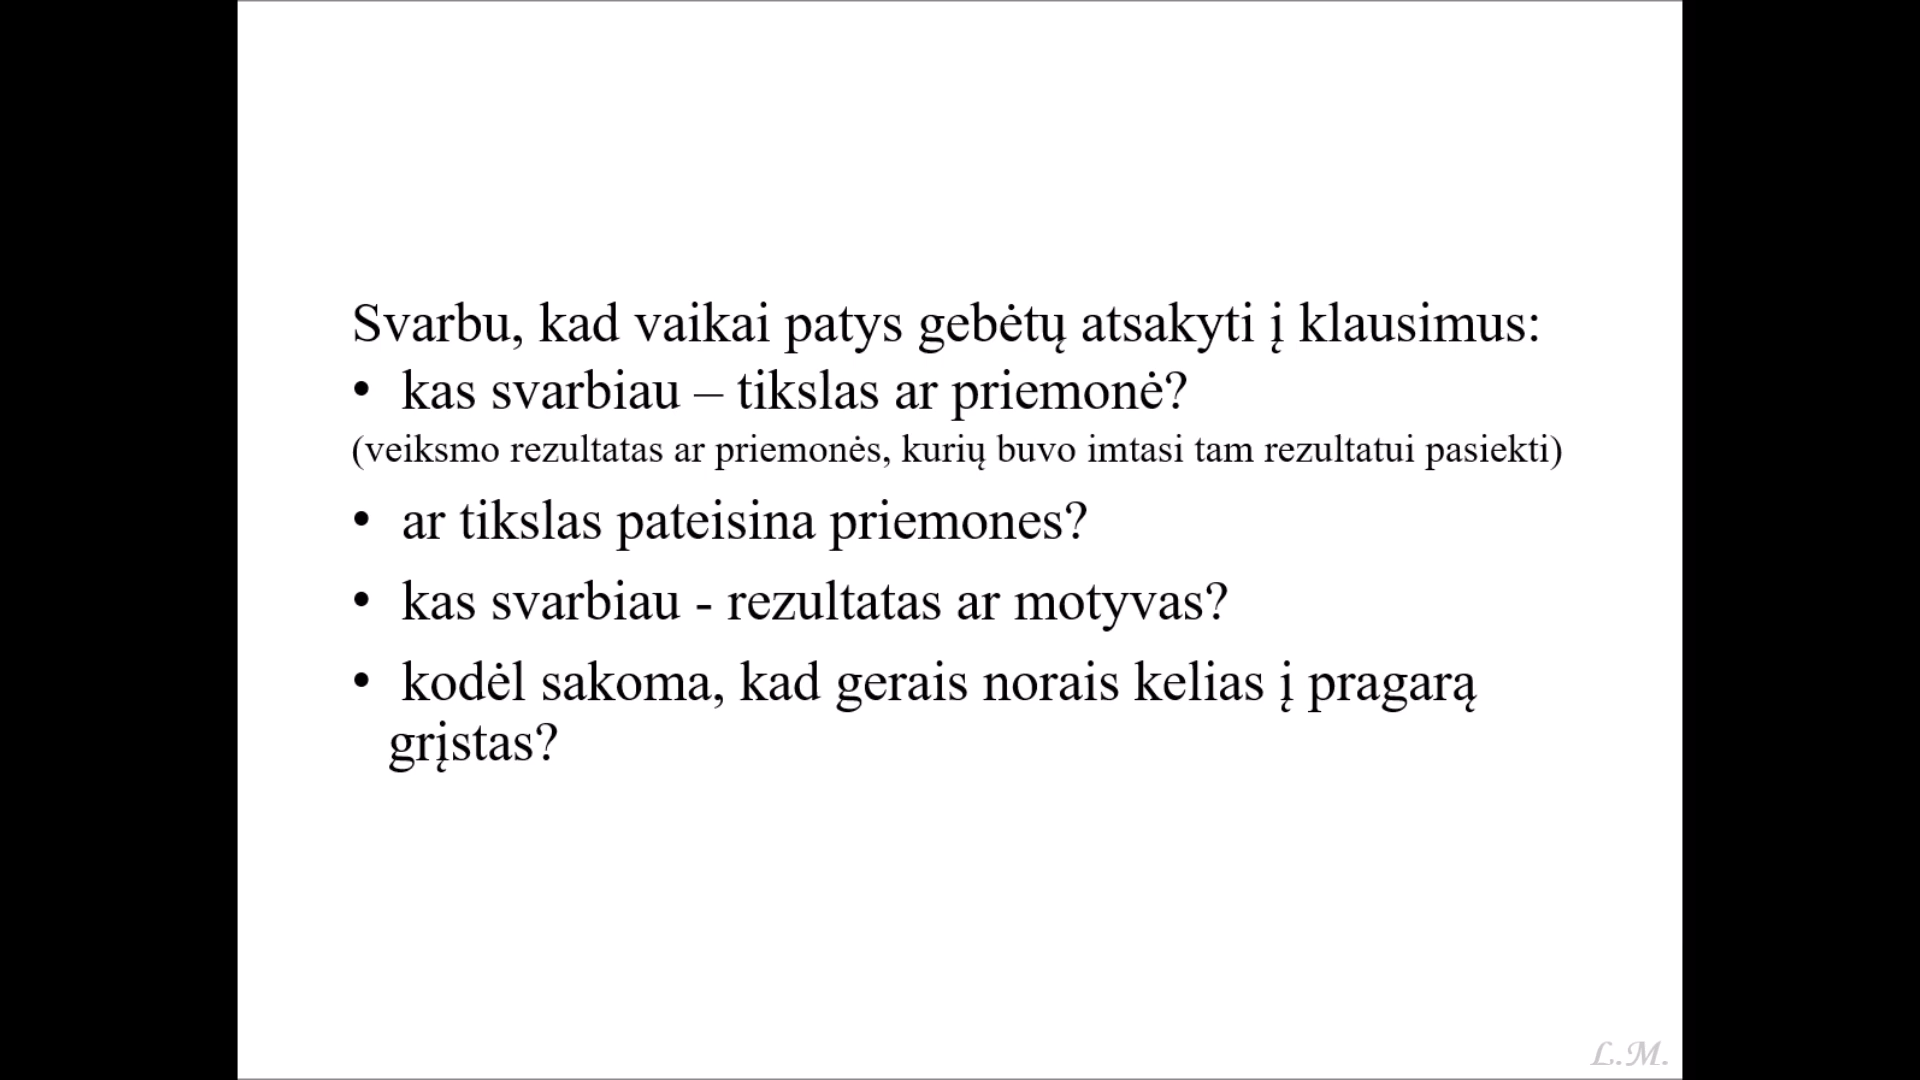 Svarbu, kad vaikai patys gebėtų atsakyti į klausimus:
• kas svarbiau – tikslas ar priemonė?
(veiksmo rezultatas ar priemonės, kurių buvo imtasi tam rezultatui pasiekti)
• ar tikslas pateisina priemones?
• kas svarbiau - rezultatas ar motyvas?
• kodėl sakoma, kad gerais norais kelias į pragarą
grįstas?
L.M.